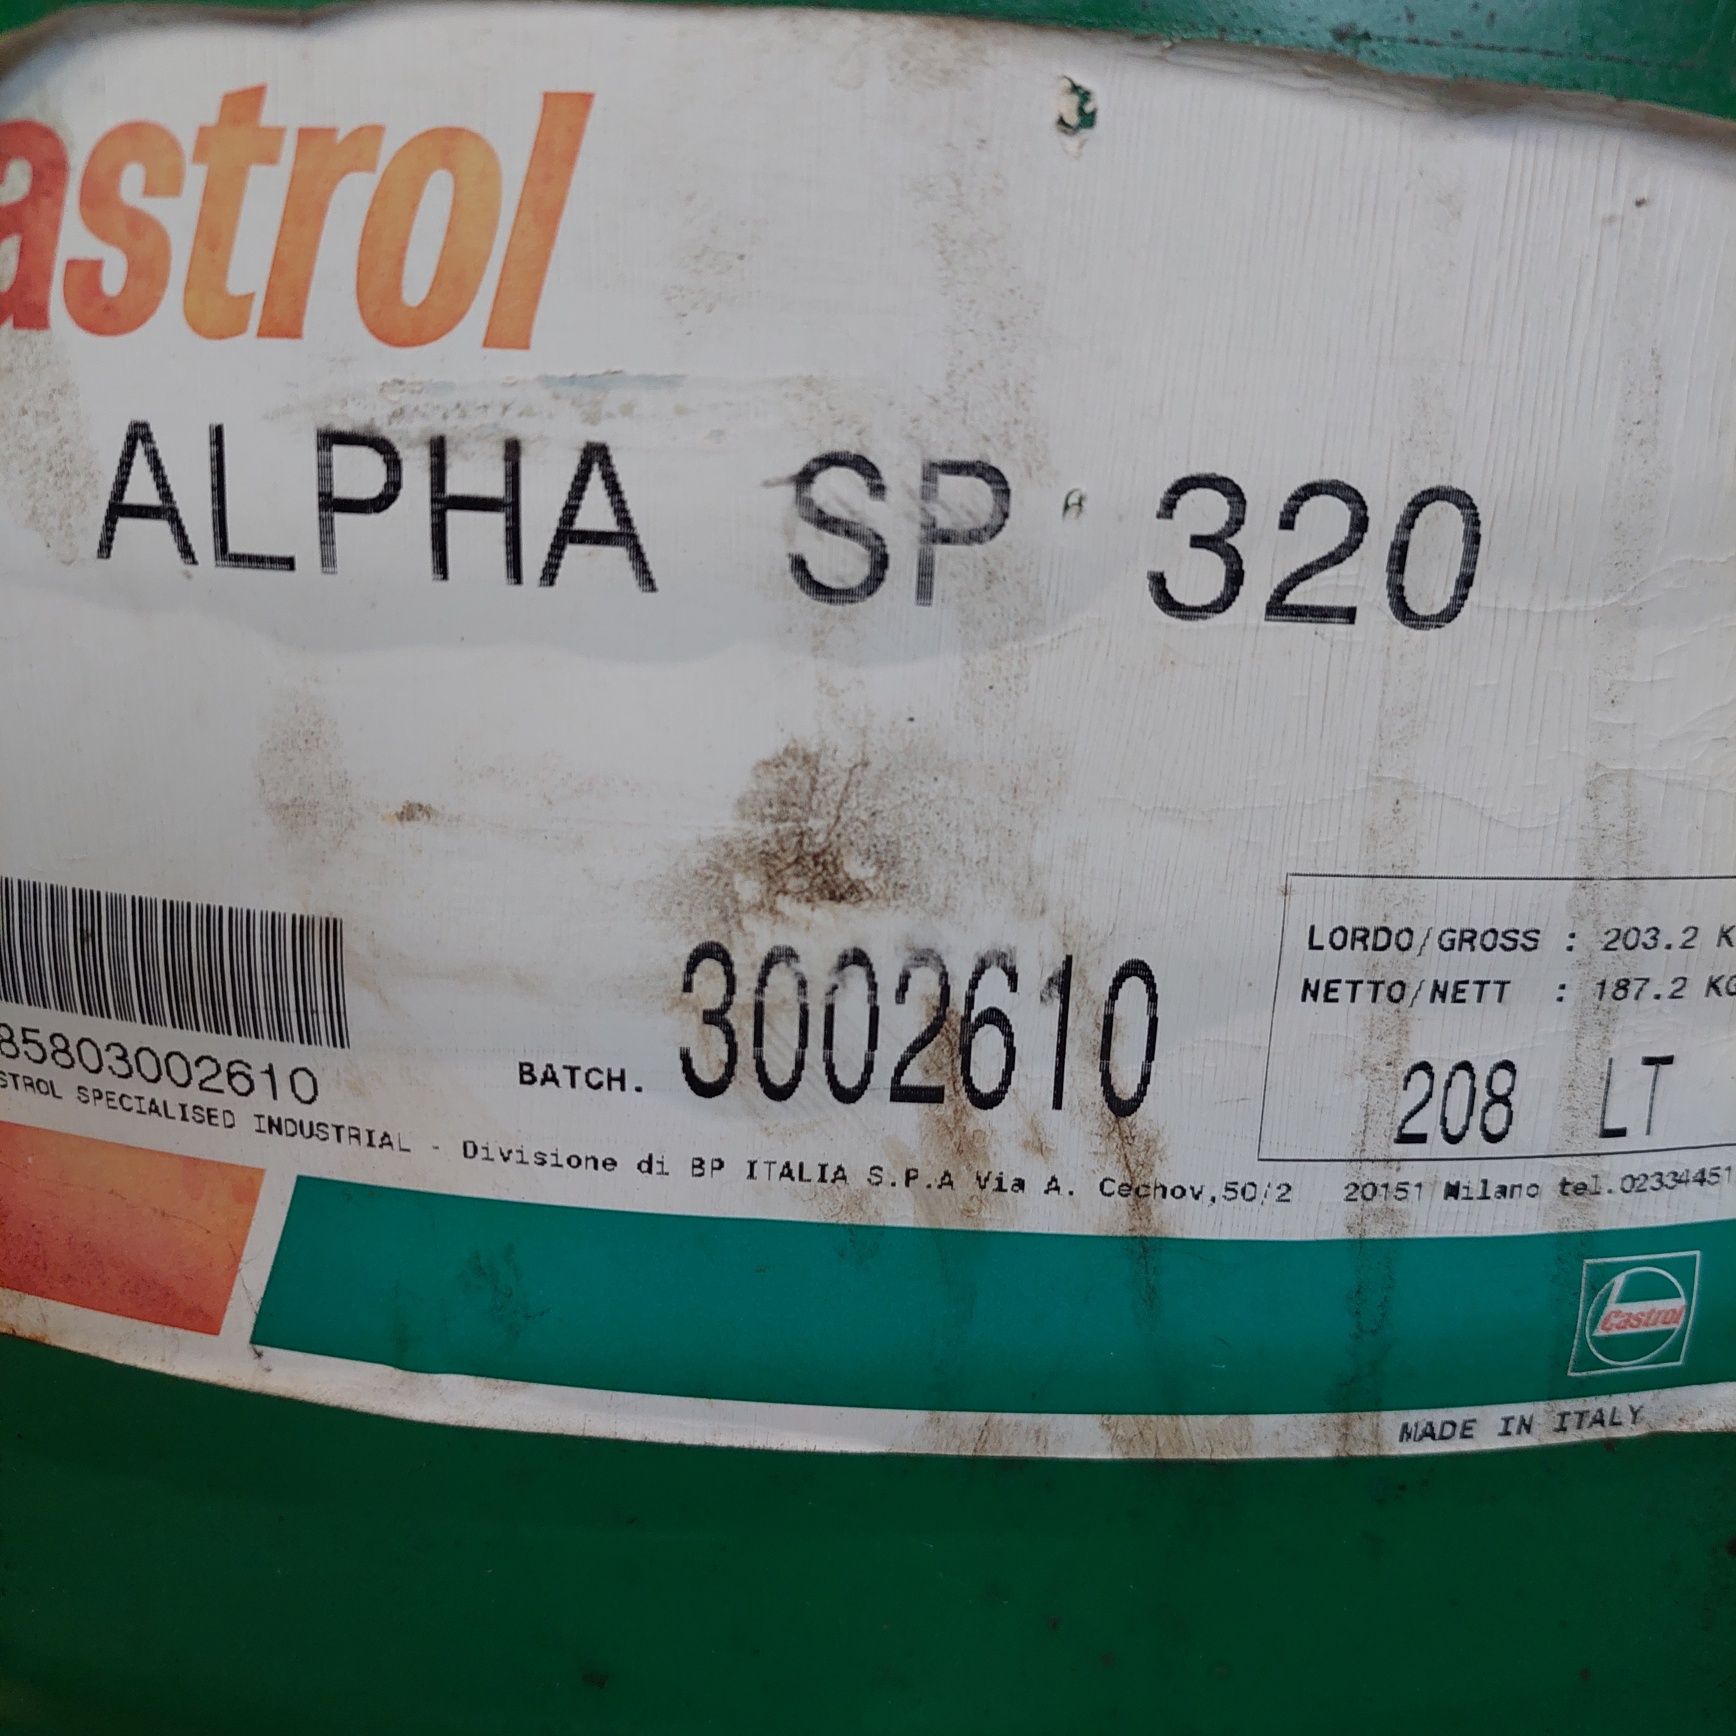 astrol
ALPHA SP 320
LORDO/GROSS : 203.2 K
NETTO/NETT : 187.2 KG
208 LT
85803002610
BATCH. 3002610
STROL SPECIALISED INDUSTRIAL - Divisione di BP ITALIA S.P.A Via A. Cechov,50/2 20151 Milano tel.02334451
Castrol
MADE IN ITALY